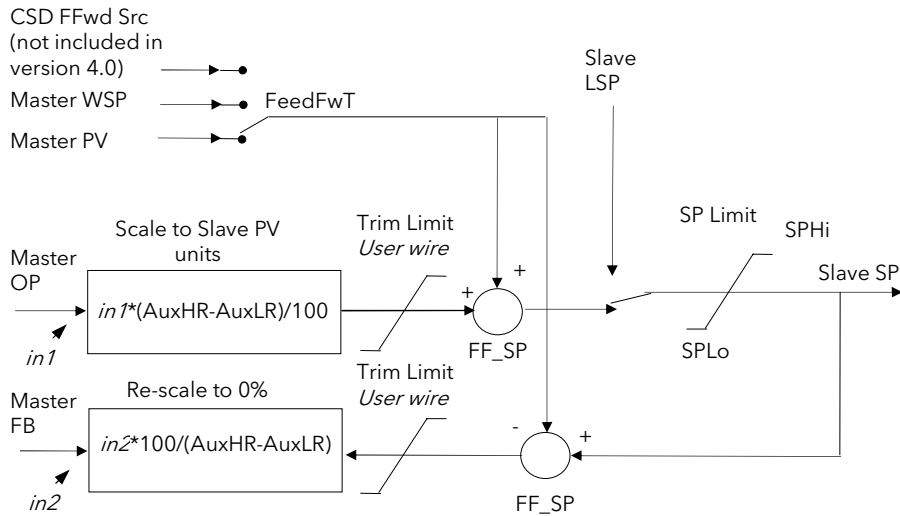 CSD FFwd Src
(not included in
version 4.0)
Master WSP
Master PV
FeedFwT
Slave
LSP
Scale to Slave PV
units
Trim Limit
User wire
SP Limit
SPHi
Master
OP
in1*(AuxHR-AuxLR)/100
in1
+
+
FF_SP
Slave SP
SPLo
Re-scale to 0%
Trim Limit
User wire
Master
FB
in2*100/(AuxHR-AuxLR)
in2
-
+
FF_SP